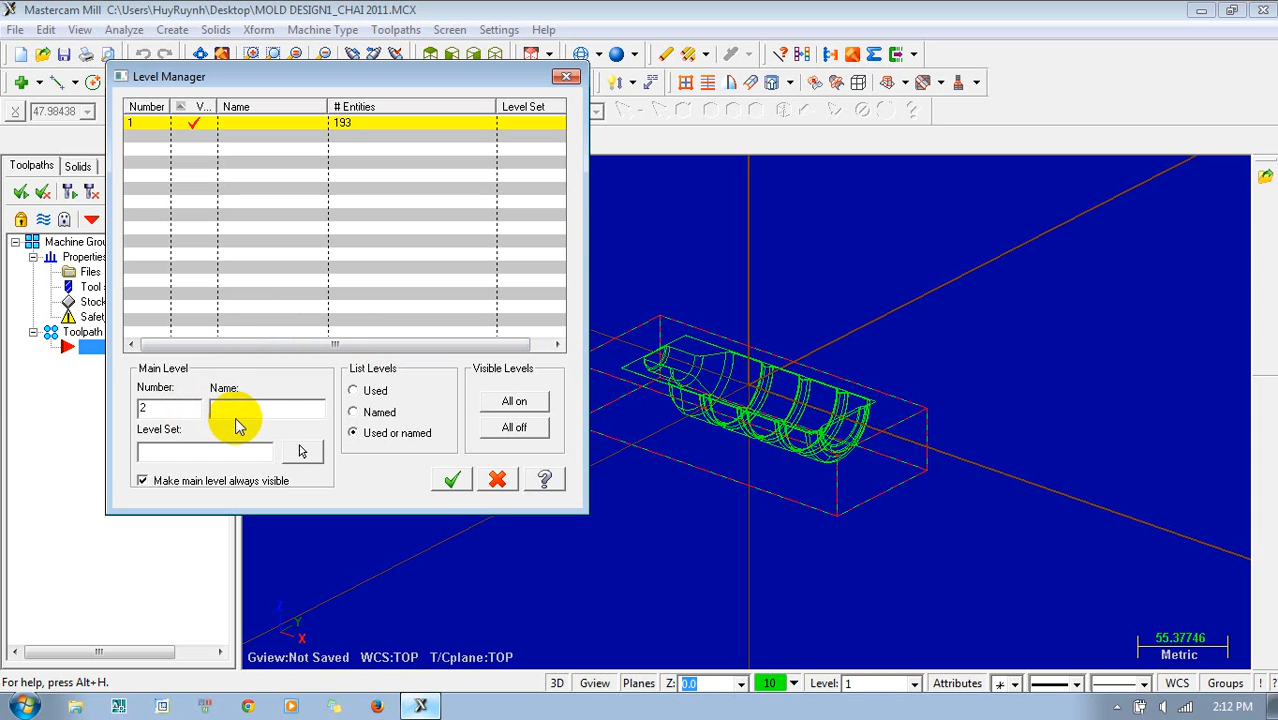 Mastercam Mill C:\Users\HuyRuynh\Desktop\MOLD DESIGN1_CHAI 2011.MCX
File Edit View Analyze Create Solids Xform Machine Type Toolpaths Screen Settings Help
X 47.98438
Level Manager
Number V... Name # Entities Level Set
1 193
Toolpaths Solids
Machine Grou
Properties
Files
Tool
Stock
Safet
Toolpath
Main Level
Number: Name:
2
Level Set:
Make main level always visible
List Levels
Used
Named
Used or named
Visible Levels
All on
All off
Z
Y
X
Gview:Not Saved WCS:TOP T/Cplane:TOP
55.37746
Metric
For help, press Alt+H.
3D Gview Planes Z: 0.0 10 Level: 1 Attributes WCS Groups ! ?
2:12 PM